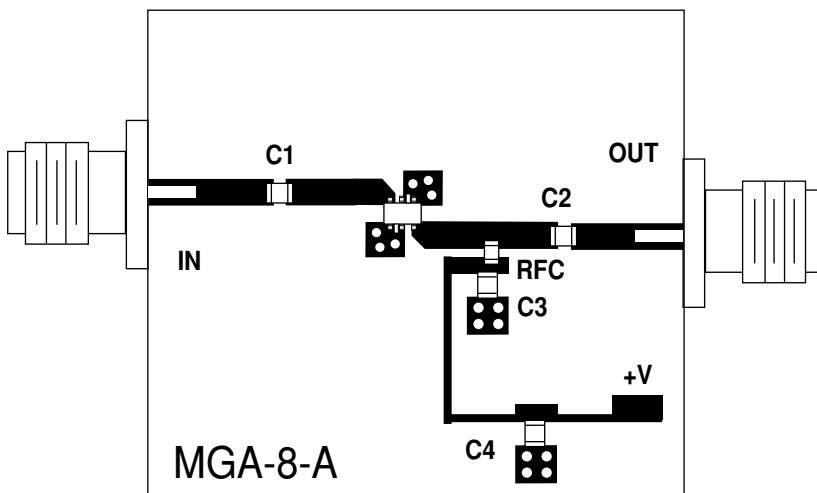 C1
OUT
C2
IN
RFC
C3
+V
C4
MGA-8-A